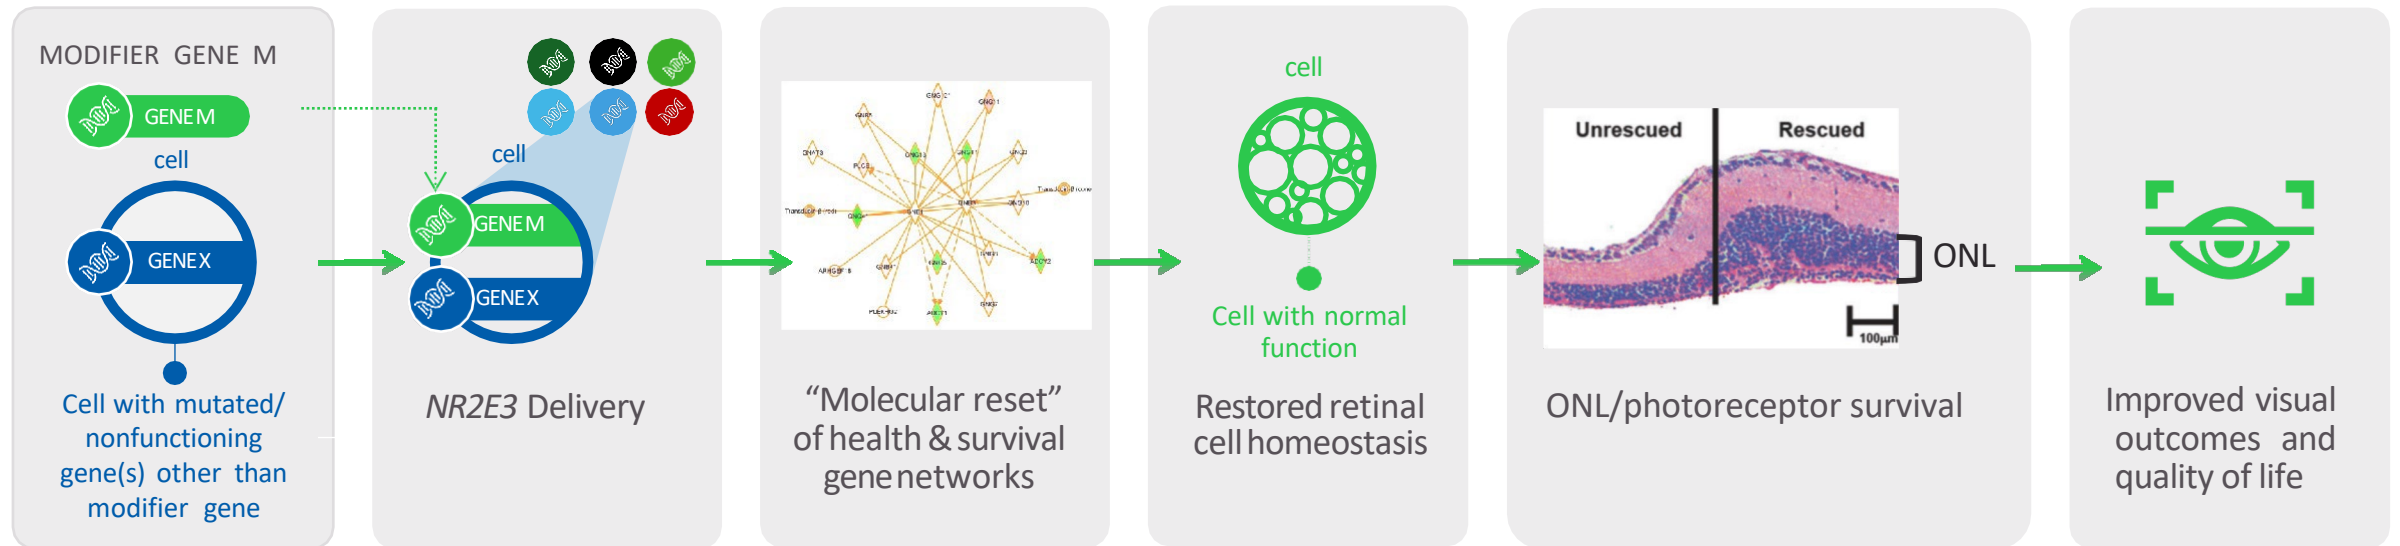 MODIFIER GENE M
GENE M
cell
GENE X
Cell with mutated/
nonfunctioning
gene(s) other than
modifier gene
cell
GENE M
GENE X
NR2E3 Delivery
“Molecular reset”
of health & survival
gene networks
cell
Cell with normal
function
Restored retinal
cell homeostasis
Unrescued
Rescued
ONL
100µm
ONL/photoreceptor survival
Improved visual
outcomes and
quality of life